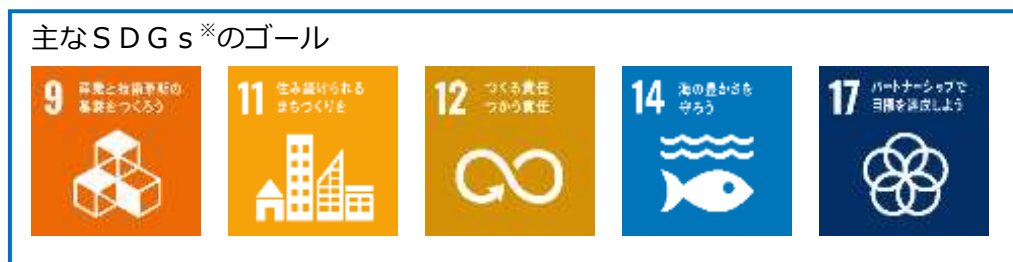 主なＳＤＧｓ※のゴール
9 産業と技術革新の
基盤をつくろう
11 住み続けられる
まちづくりを
12 つくる責任
つかう責任
14 海の豊かさを
守ろう
17 パートナーシップで
目標を達成しよう